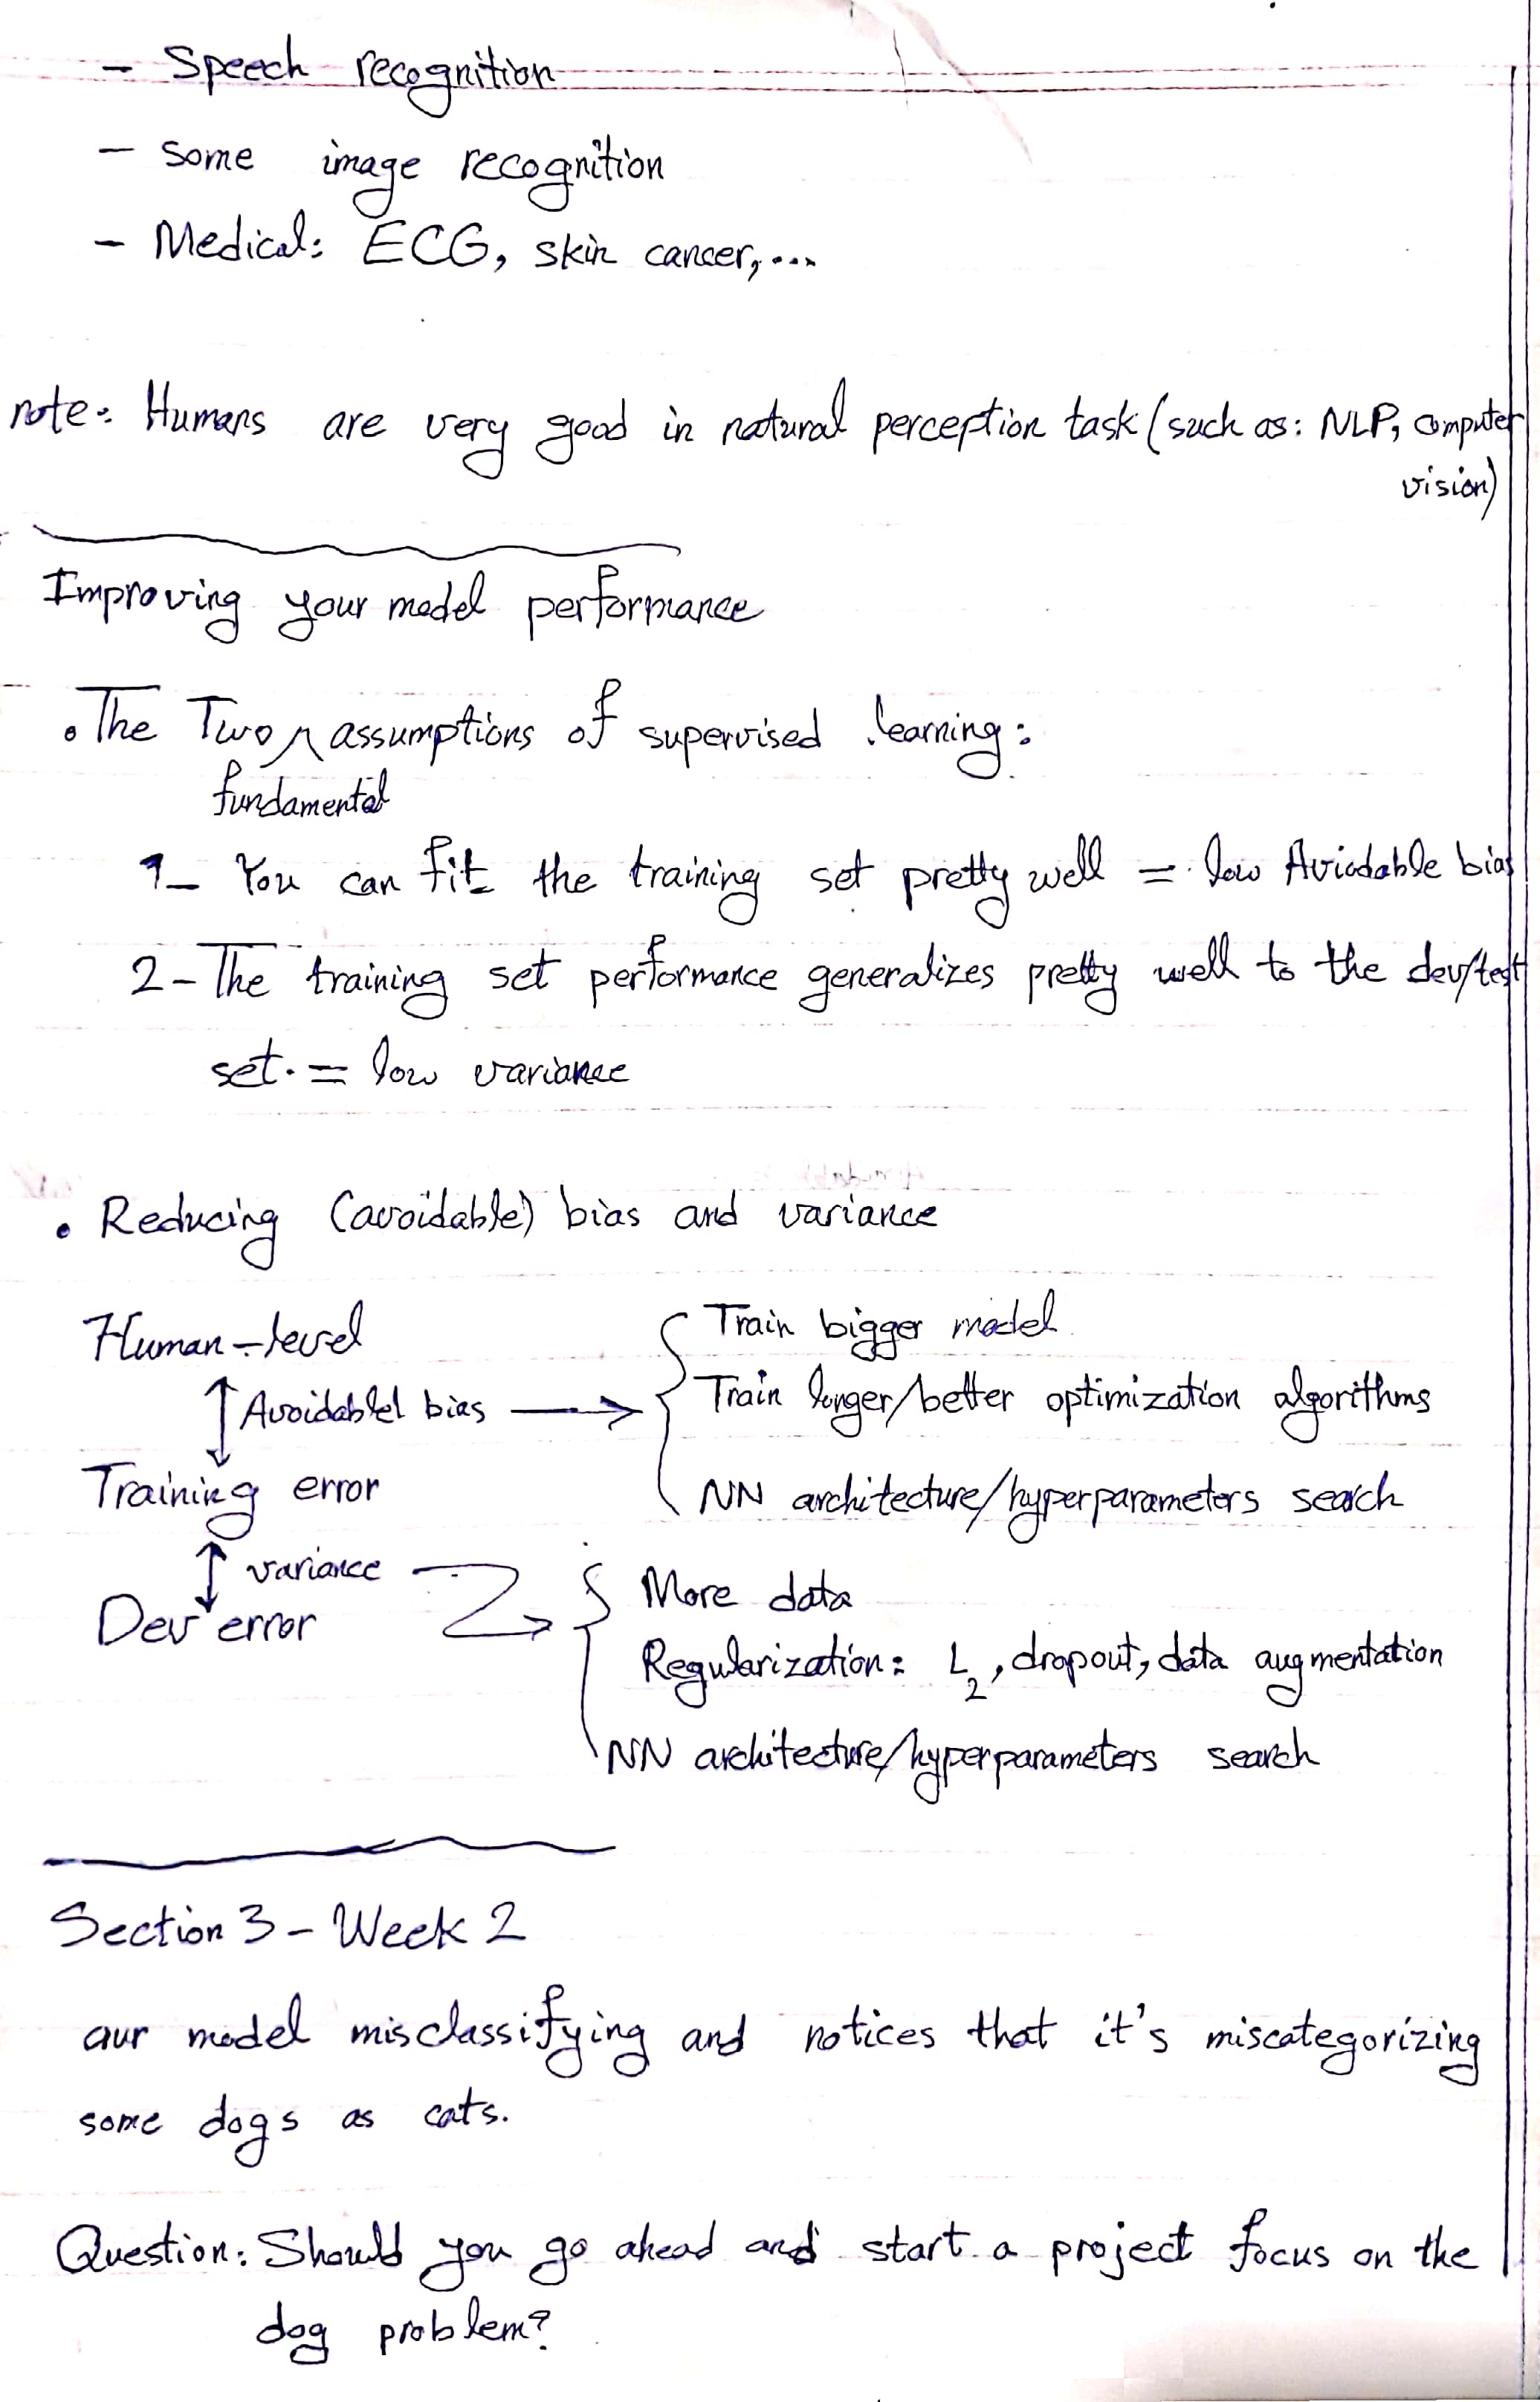 - Speech recognition
- some image recognition
- Medical: ECG, skin cancer, ...
note: Humans are very good in natural perception task (such as: NLP, computer
vision)
Improving your model performance
• The Two assumptions of supervised learning:
fundamental
1- You can fit the training set pretty well = low Aviodable bias
2- The training set performance generalizes pretty well to the dev/test
set. = low variance
• Reducing (avoidable) bias and variance
Human-level
Train bigger model
Avoidablel bias → Train longer/better optimization algorithms
Training error
NN architecture/hyperparameters search
variance
More data
Dev error
Regularization: L2, dropout, data augmentation
NN architecture/hyperparameters search
Section 3 - Week 2
our model misclassifying and notices that it's miscategorizing
some dogs as cats.
Question: Should you go ahead and start a project focus on the
dog problem?